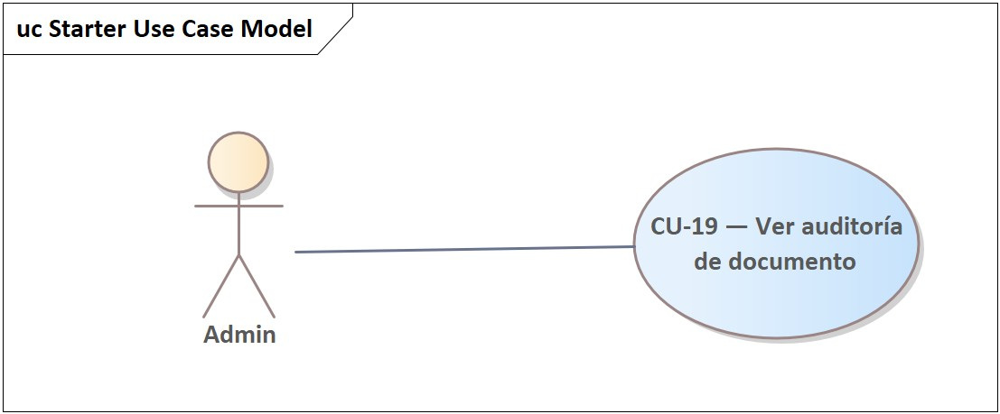 uc Starter Use Case Model
CU-19 — Ver auditoría
de documento
Admin